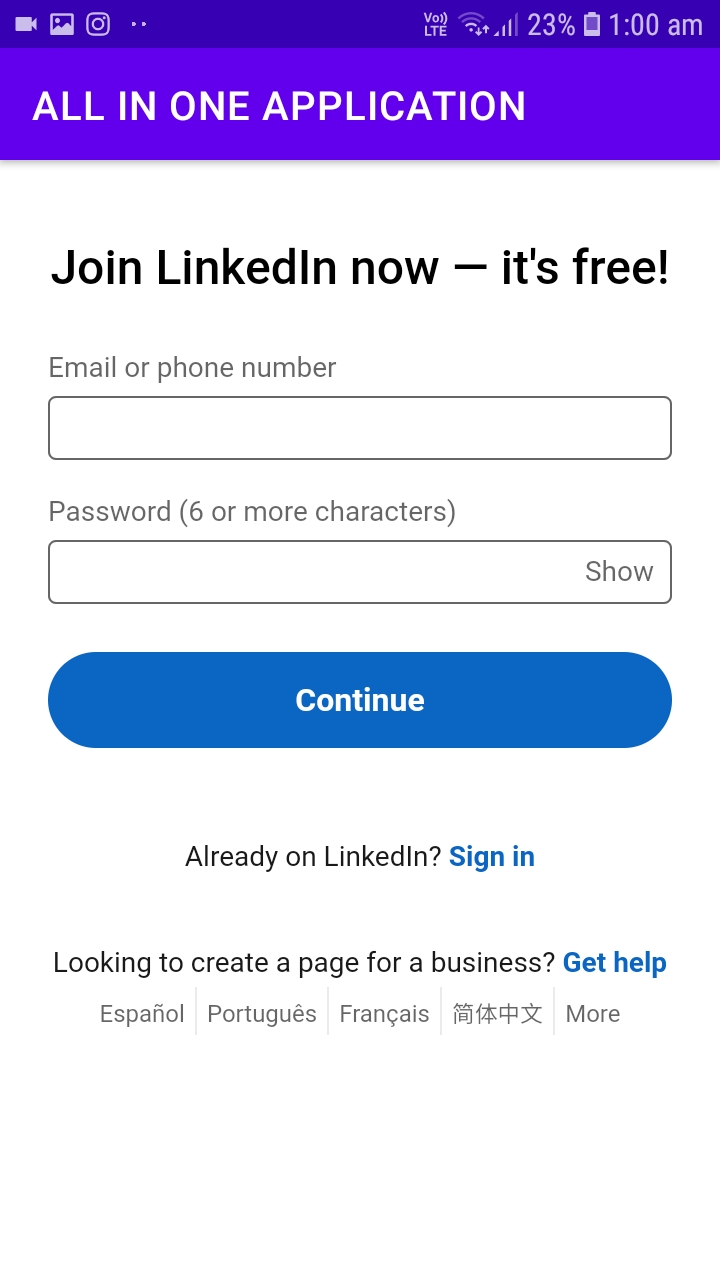 Vo)) LTE 23% 1:00 am
ALL IN ONE APPLICATION
Join LinkedIn now — it's free!
Email or phone number
Password (6 or more characters)
Show
Continue
Already on LinkedIn? Sign in
Looking to create a page for a business? Get help
Español Português Français 简体中文 More